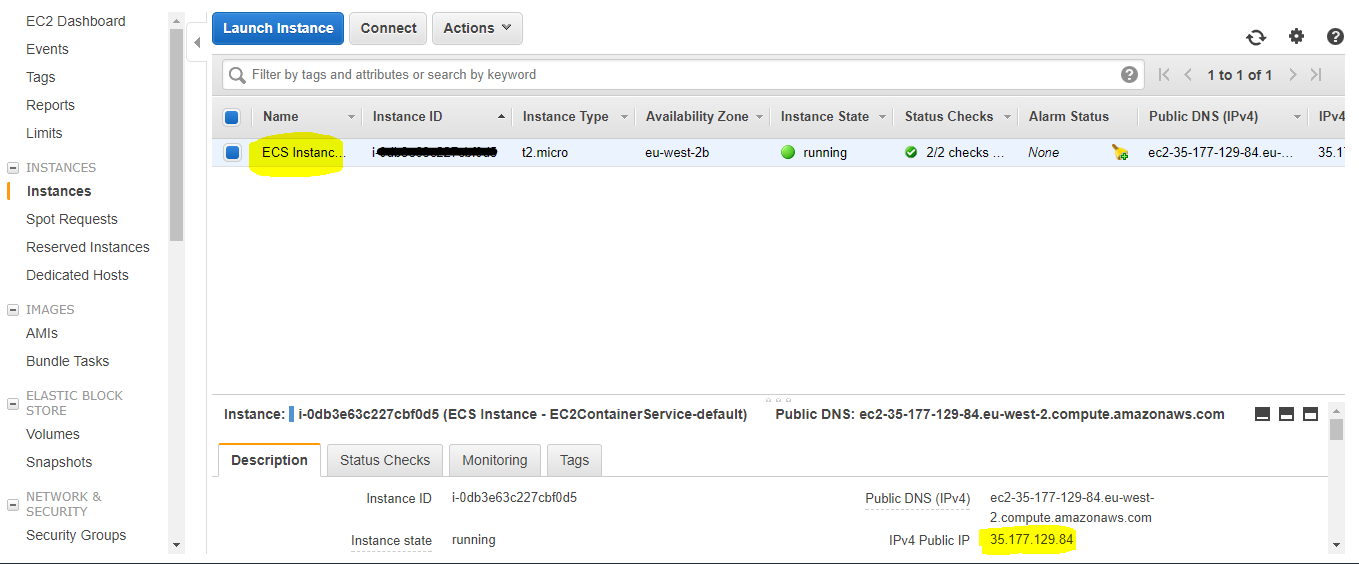 EC2 Dashboard
Events
Tags
Reports
Limits
INSTANCES
Instances
Spot Requests
Reserved Instances
Dedicated Hosts
IMAGES
AMIs
Bundle Tasks
ELASTIC BLOCK
STORE
Volumes
Snapshots
NETWORK &
SECURITY
Security Groups
Launch Instance Connect Actions
Filter by tags and attributes or search by keyword
1 to 1 of 1
Name Instance ID Instance Type Availability Zone Instance State Status Checks Alarm Status Public DNS (IPv4) IPv4
ECS Instanc... i- t2.micro eu-west-2b running 2/2 checks ... None ec2-35-177-129-84.eu-... 35.1
Instance: i-0db3e63c227cbf0d5 (ECS Instance - EC2ContainerService-default) Public DNS: ec2-35-177-129-84.eu-west-2.compute.amazonaws.com
Description Status Checks Monitoring Tags
Instance ID i-0db3e63c227cbf0d5 Public DNS (IPv4) ec2-35-177-129-84.eu-west-
2.compute.amazonaws.com
Instance state running IPv4 Public IP 35.177.129.84